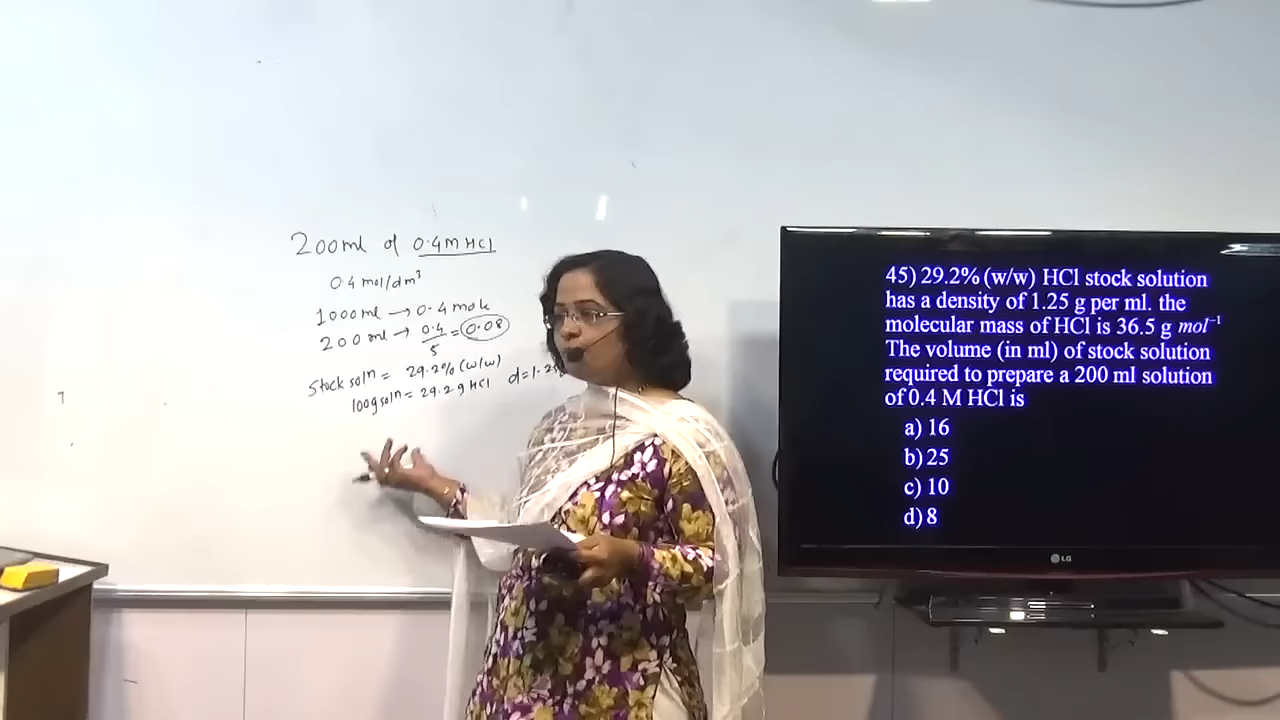 200ml of 0.4M HCl
0.4 mol/dm³
1000ml → 0.4 mole
200ml → 0.4/5 = 0.08
Stock solⁿ = 29.2% (w/w)
100g solⁿ = 29.2g HCl d=1.25
45) 29.2% (w/w) HCl stock solution
has a density of 1.25 g per ml. the
molecular mass of HCl is 36.5 g mol⁻¹
The volume (in ml) of stock solution
required to prepare a 200 ml solution
of 0.4 M HCl is
a) 16
b) 25
c) 10
d) 8
LG